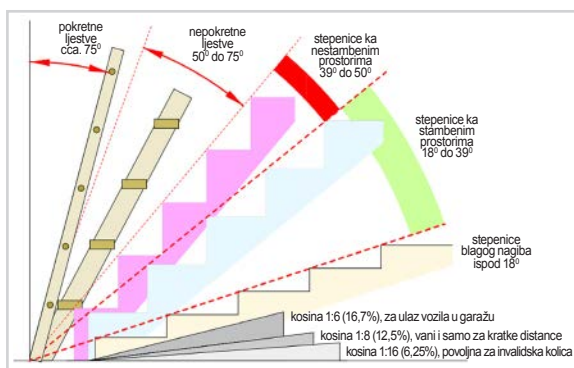 pokretne
ljestve
cca. 75⁰
nepokretne
ljestve
50⁰ do 75⁰
stepenice ka
nestambenim
prostorima
39⁰ do 50⁰
stepenice ka
stambenim
prostorima
18⁰ do 39⁰
stepenice
blagog nagiba
ispod 18⁰
kosina 1:6 (16,7%), za ulaz vozila u garažu
kosina 1:8 (12,5%), vani i samo za kratke distance
kosina 1:16 (6,25%), povoljna za invalidska kolica